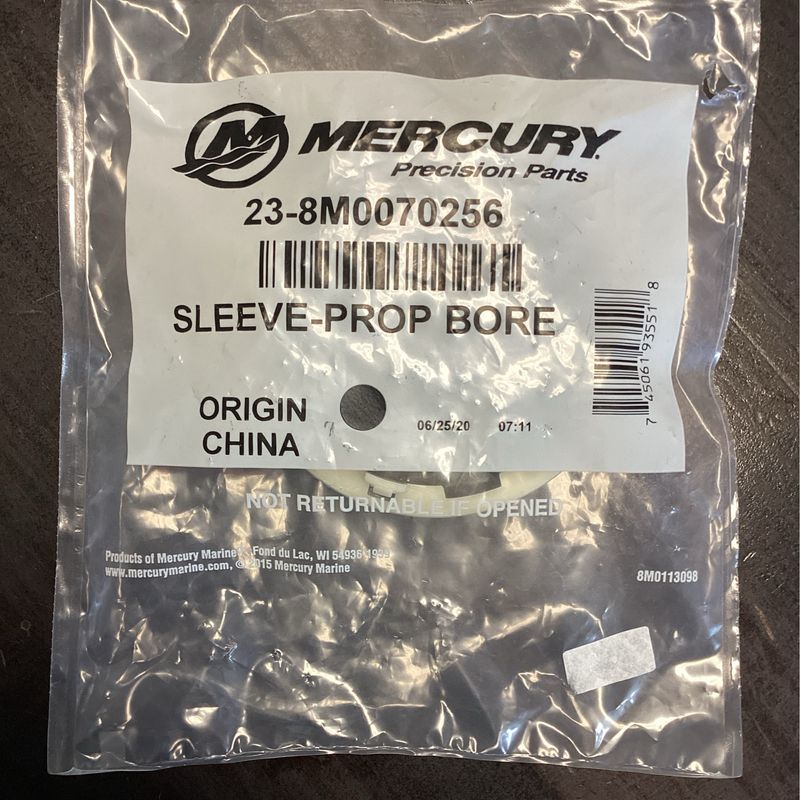 MERCURY
Precision Parts
23-8M0070256
SLEEVE-PROP BORE
ORIGIN
CHINA
06/25/20 07:11
7 45061 93551 8
NOT RETURNABLE IF OPENED
Products of Mercury Marine Fond du Lac, WI 54936-1939
www.mercurymarine.com, © 2015 Mercury Marine
8M0113098